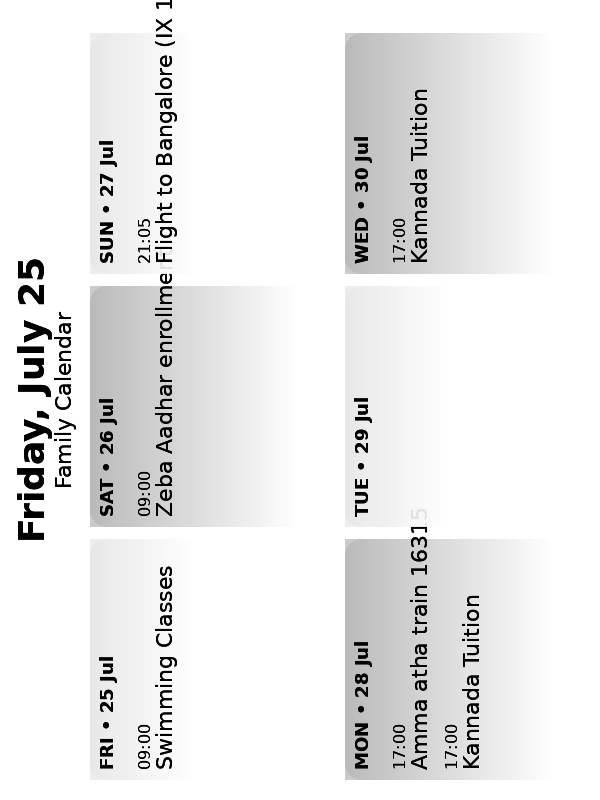 Friday, July 25
Family Calendar
FRI • 25 Jul
09:00
Swimming Classes
SAT • 26 Jul
09:00
Zeba Aadhar enrollme
SUN • 27 Jul
21:05
Flight to Bangalore (IX 1
MON • 28 Jul
17:00
Amma atha train 16315
17:00
Kannada Tuition
TUE • 29 Jul
WED • 30 Jul
17:00
Kannada Tuition